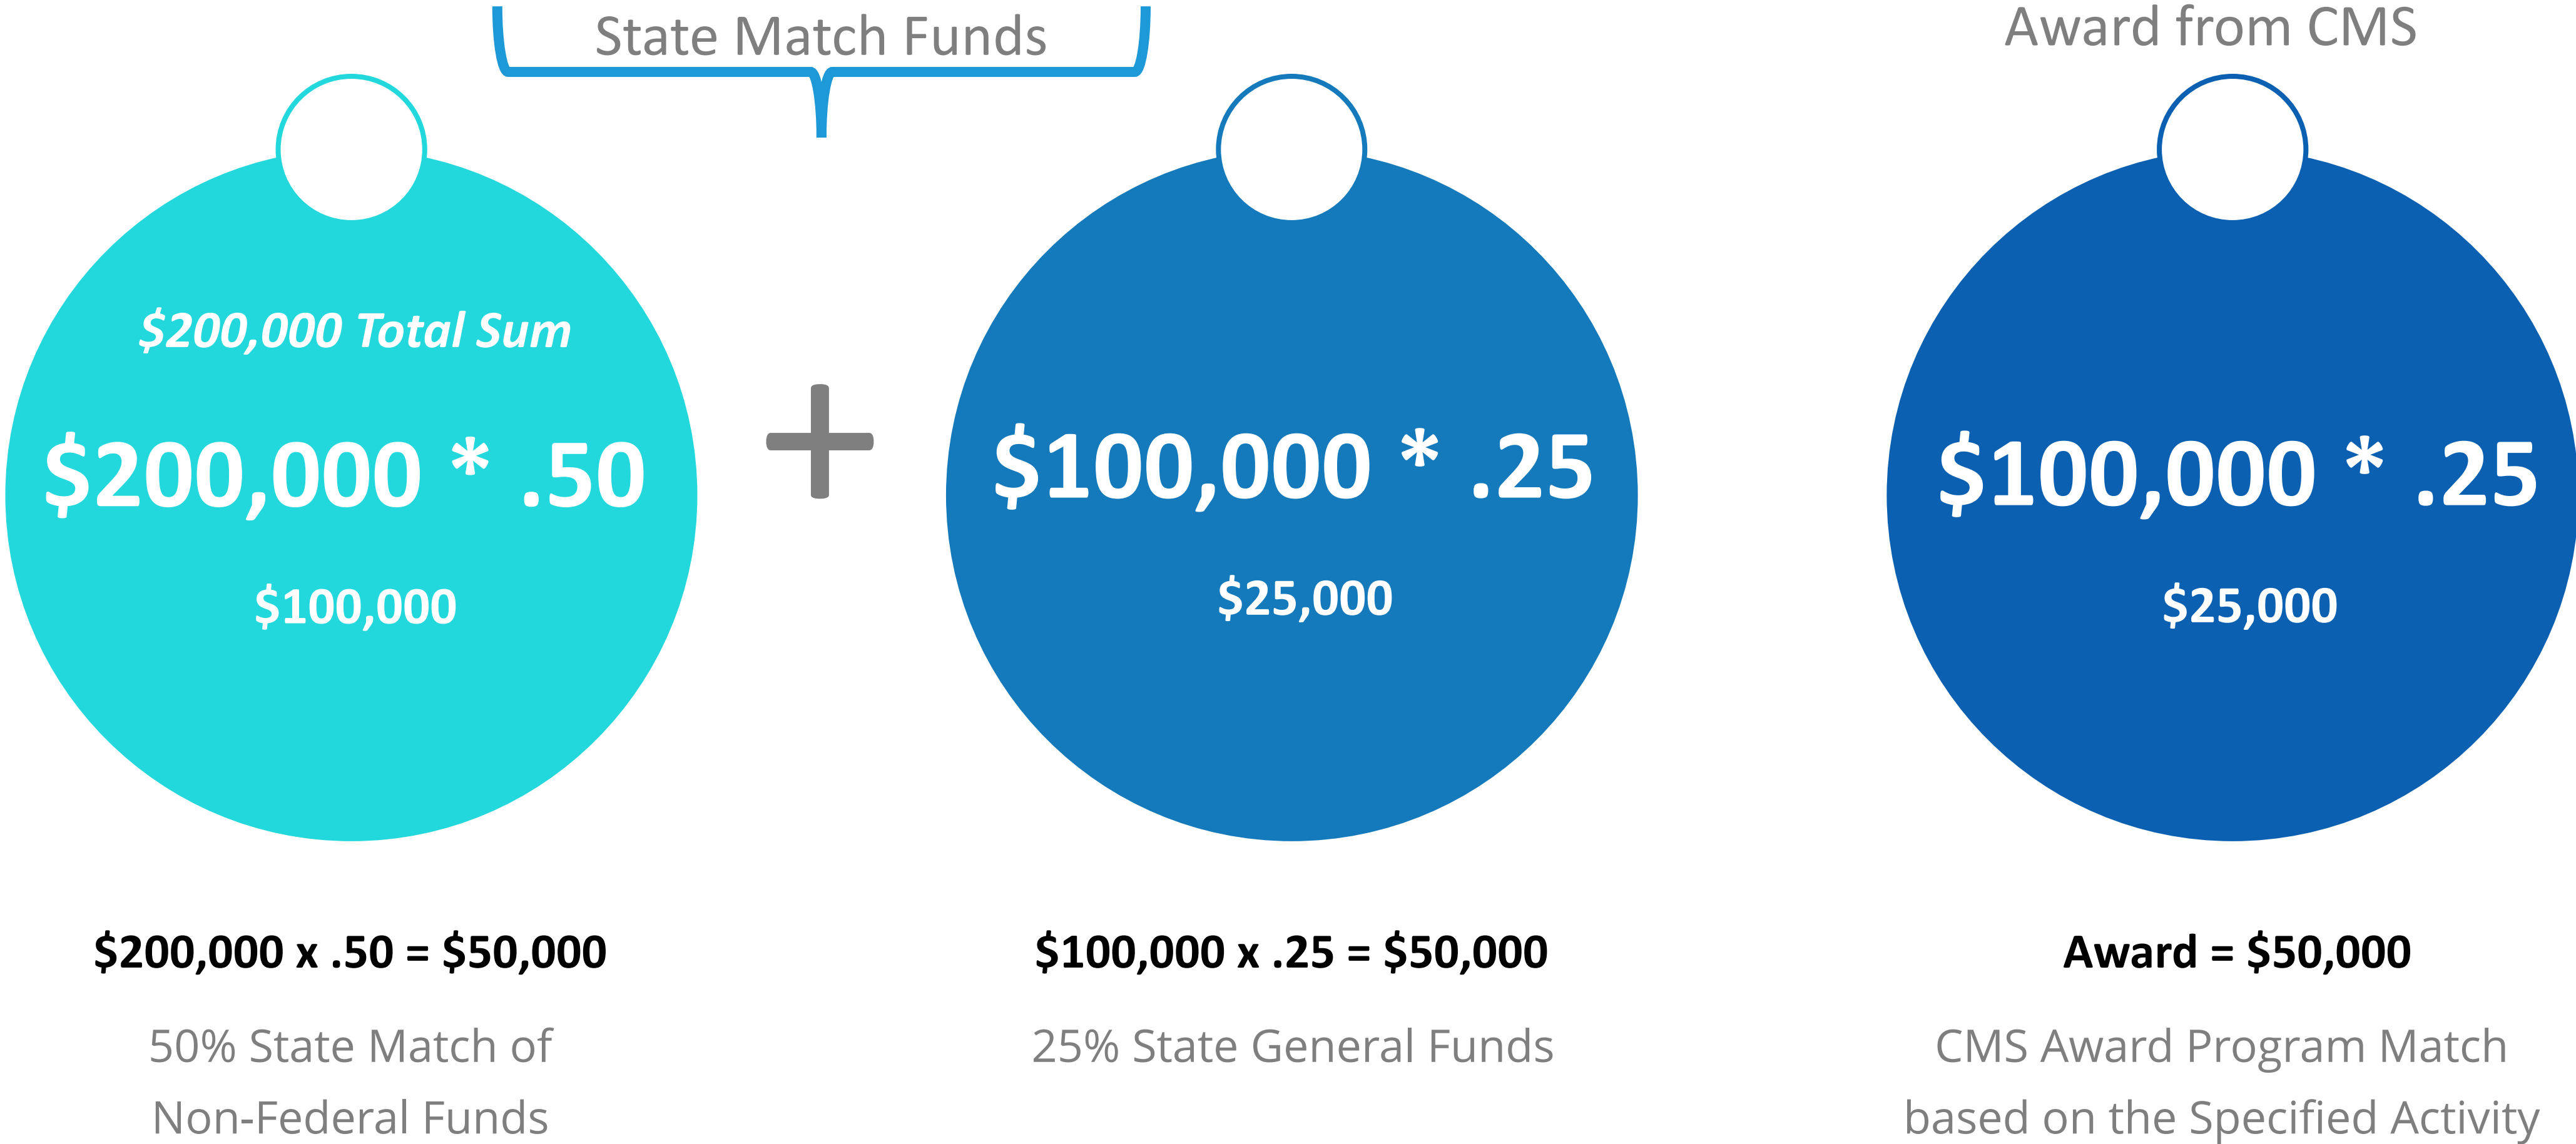 State Match Funds
Award from CMS
$200,000 Total Sum
$200,000 * .50
$100,000
+
$100,000 * .25
$25,000
$100,000 * .25
$25,000
$200,000 x .50 = $50,000
50% State Match of
Non-Federal Funds
$100,000 x .25 = $50,000
25% State General Funds
Award = $50,000
CMS Award Program Match
based on the Specified Activity